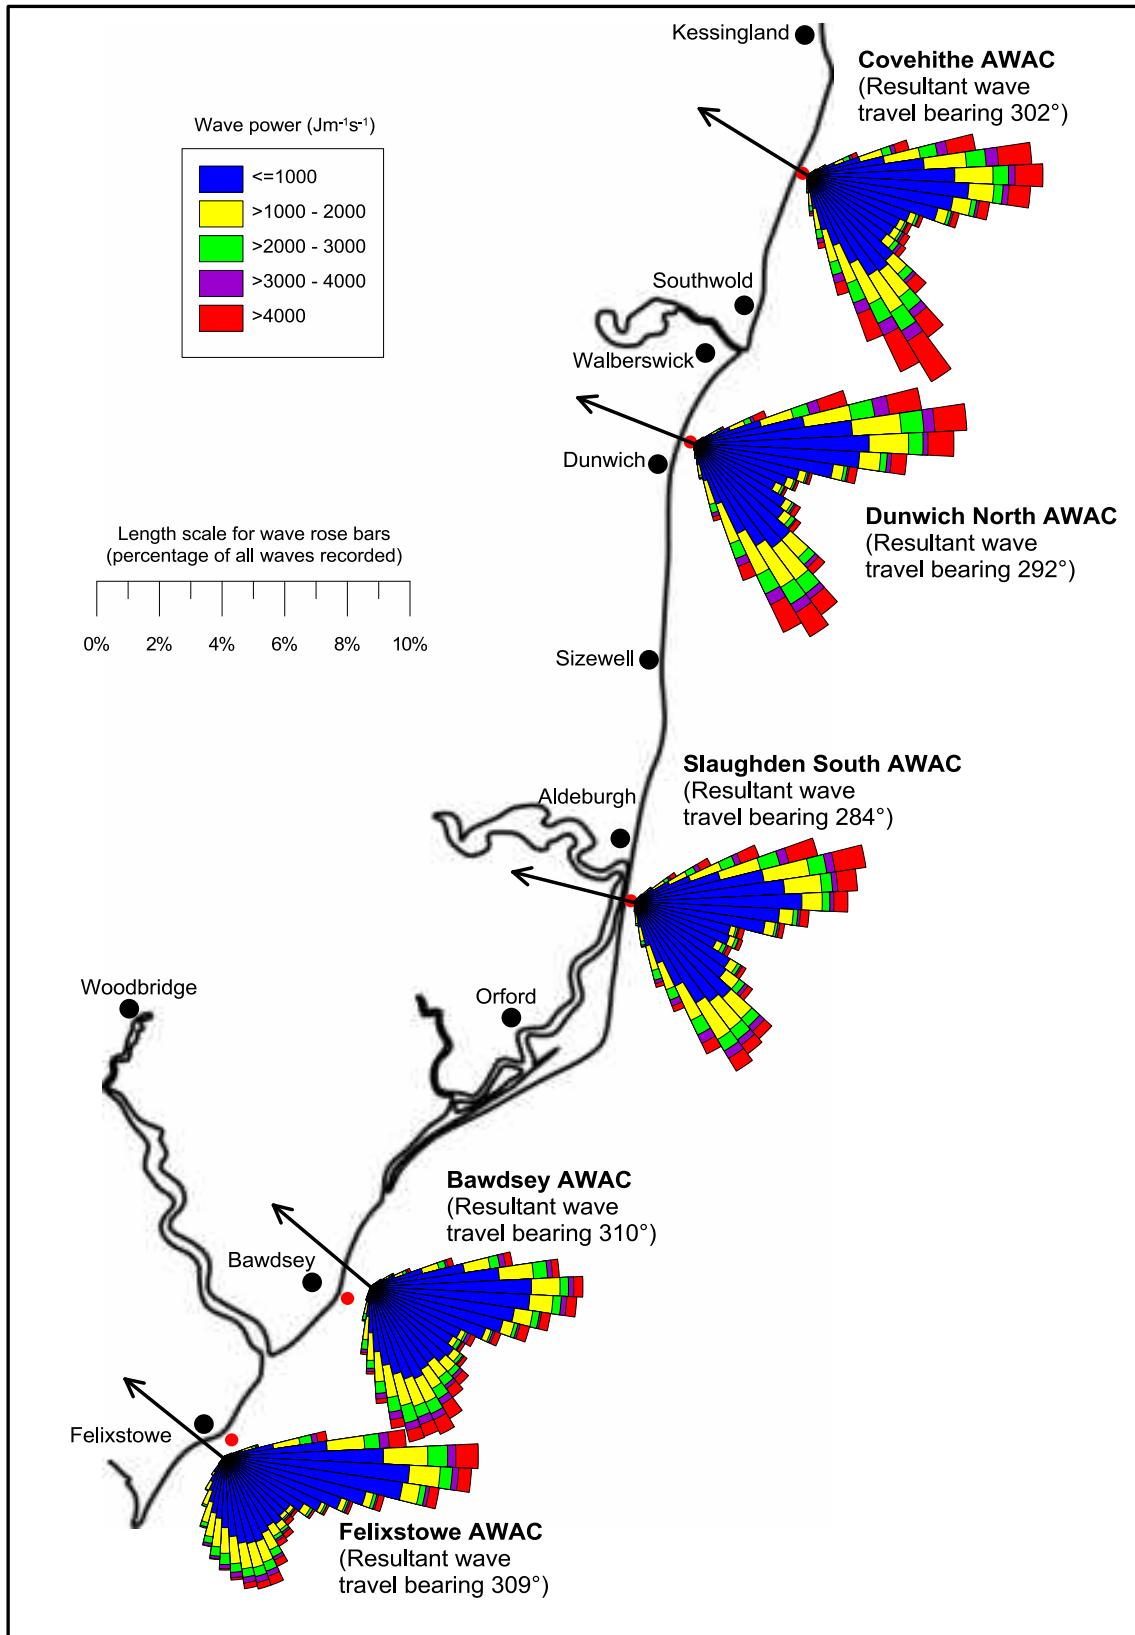 Kessingland
Covehithe AWAC
(Resultant wave
travel bearing 302°)
Wave power (Jm⁻¹s⁻¹)
<=1000
>1000 - 2000
>2000 - 3000
>3000 - 4000
>4000
Southwold
Walberswick
Dunwich
Dunwich North AWAC
(Resultant wave
travel bearing 292°)
Length scale for wave rose bars
(percentage of all waves recorded)
0% 2% 4% 6% 8% 10%
Sizewell
Slaughden South AWAC
(Resultant wave
travel bearing 284°)
Aldeburgh
Woodbridge
Orford
Bawdsey AWAC
(Resultant wave
travel bearing 310°)
Bawdsey
Felixstowe
Felixstowe AWAC
(Resultant wave
travel bearing 309°)